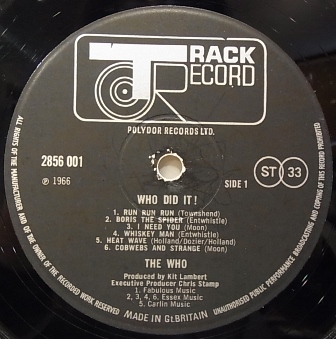 TRACK
RECORD
POLYDOR RECORDS LTD.
2856 001
℗ 1966
WHO DID IT!
SIDE 1
ST 33
1. RUN RUN RUN (Townshend)
2. BORIS THE SPIDER (Entwhistle)
3. I NEED YOU (Moon)
4. WHISKEY MAN (Entwistle)
5. HEAT WAVE (Holland/Dozier/Holland)
6. COBWEBS AND STRANGE (Moon)
THE WHO
Produced by Kit Lambert
Executive Producer Chris Stamp
1. Fabulous Music
2, 3, 4, 6. Essex Music
5. Carlin Music
MADE IN Gt.BRITAIN
ALL RIGHTS OF THE MANUFACTURER AND OF THE OWNER OF THE RECORDED WORK RESERVED
UNAUTHORISED PUBLIC PERFORMANCE BROADCASTING AND COPYING OF THIS RECORD PROHIBITED